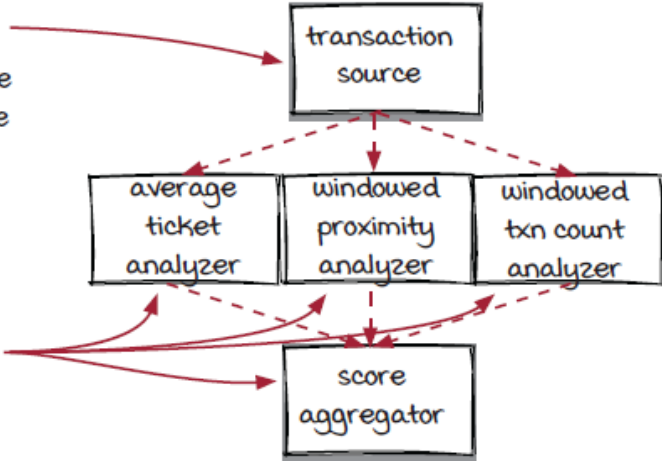 transaction
source
e
e
average
ticket
analyzer
windowed
proximity
analyzer
windowed
txn count
analyzer
score
aggregator